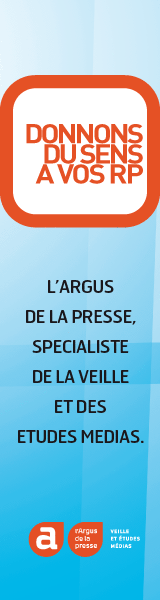 DONNONS
DU SENS
A VOS RP
L'ARGUS
DE LA PRESSE,
SPECIALISTE
DE LA VEILLE
ET DES
ETUDES MEDIAS.
a
l'Argus
de la
presse
VEILLE
ET ÉTUDES
MÉDIAS